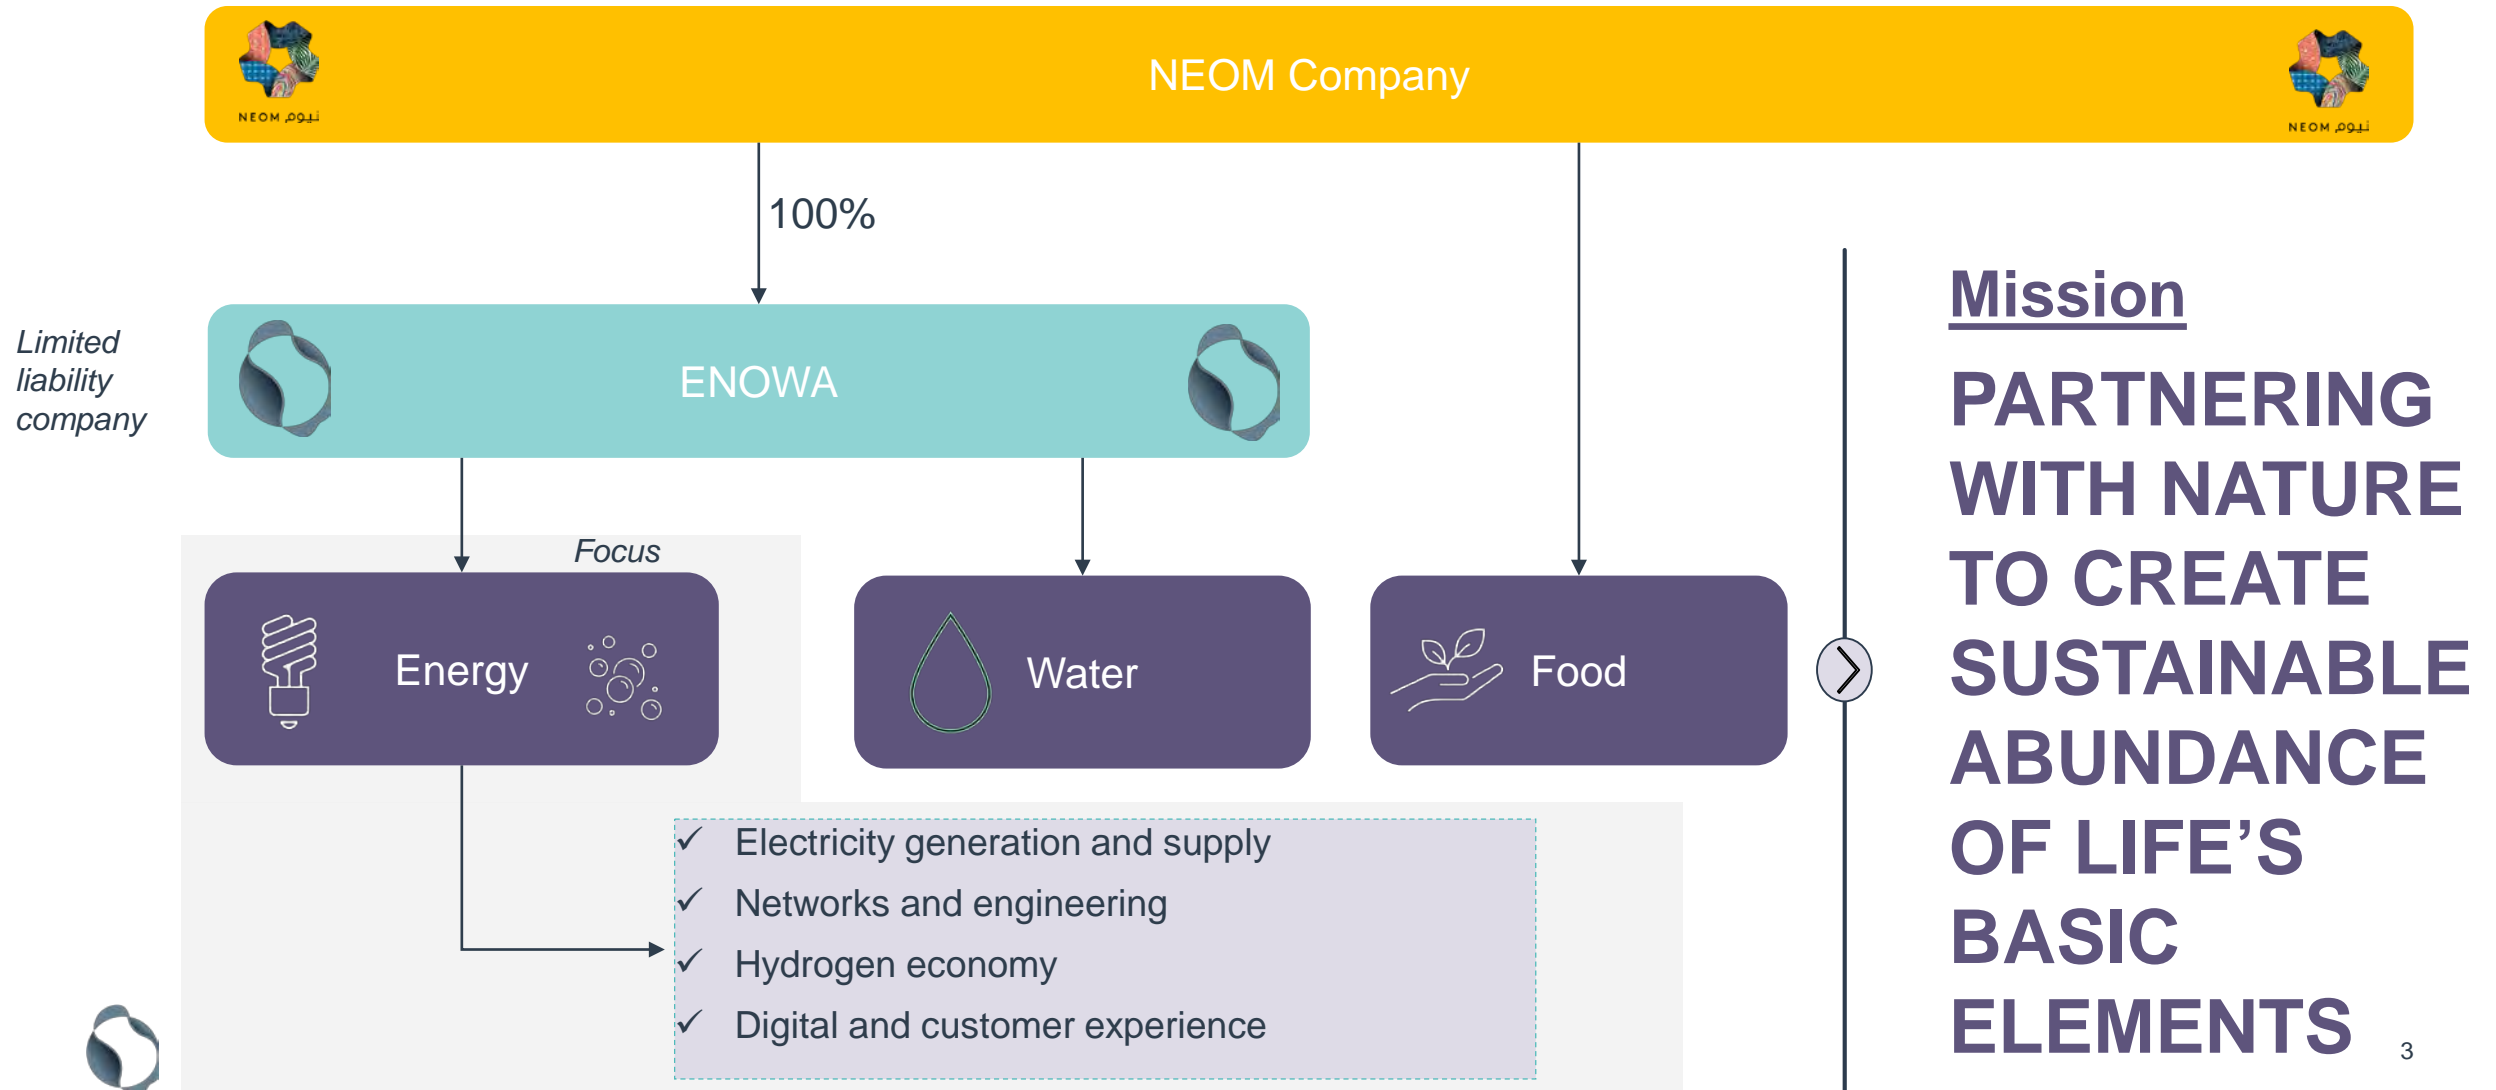 NEOM نيوم
NEOM Company
NEOM نيوم
100%
Limited
liability
company
ENOWA
Focus
Energy
Water
Food
Electricity generation and supply
Networks and engineering
Hydrogen economy
Digital and customer experience
Mission
PARTNERING
WITH NATURE
TO CREATE
SUSTAINABLE
ABUNDANCE
OF LIFE’S
BASIC
ELEMENTS
3